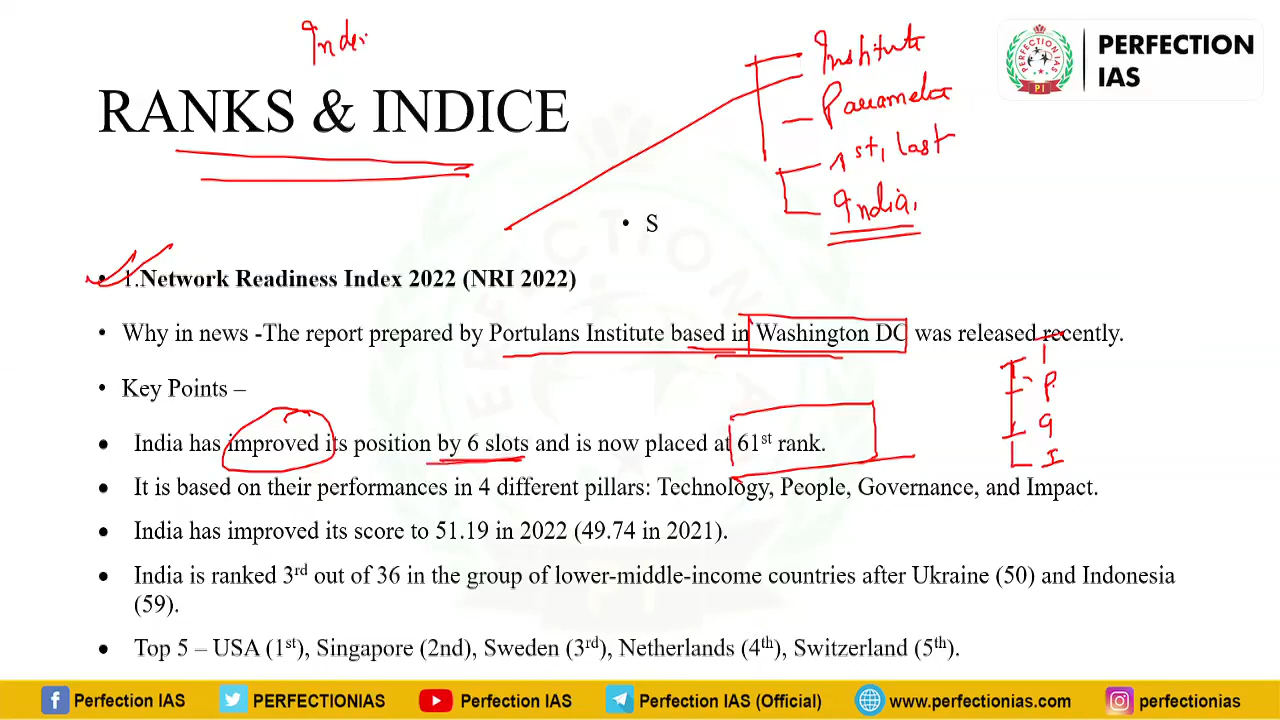 Index
Institute
Parameter
1st, last
India.
PERFECTION
IAS
PERFECTION IAS
PI
RANKS & INDICE
• S
• 1.Network Readiness Index 2022 (NRI 2022)
• Why in news -The report prepared by Portulans Institute based in Washington DC was released recently.
• Key Points –
• India has improved its position by 6 slots and is now placed at 61st rank.
T
P
G
I
• It is based on their performances in 4 different pillars: Technology, People, Governance, and Impact.
• India has improved its score to 51.19 in 2022 (49.74 in 2021).
• India is ranked 3rd out of 36 in the group of lower-middle-income countries after Ukraine (50) and Indonesia
(59).
• Top 5 – USA (1st), Singapore (2nd), Sweden (3rd), Netherlands (4th), Switzerland (5th).
Perfection IAS PERFECTIONIAS Perfection IAS Perfection IAS (Official) www.perfectionias.com perfectionias